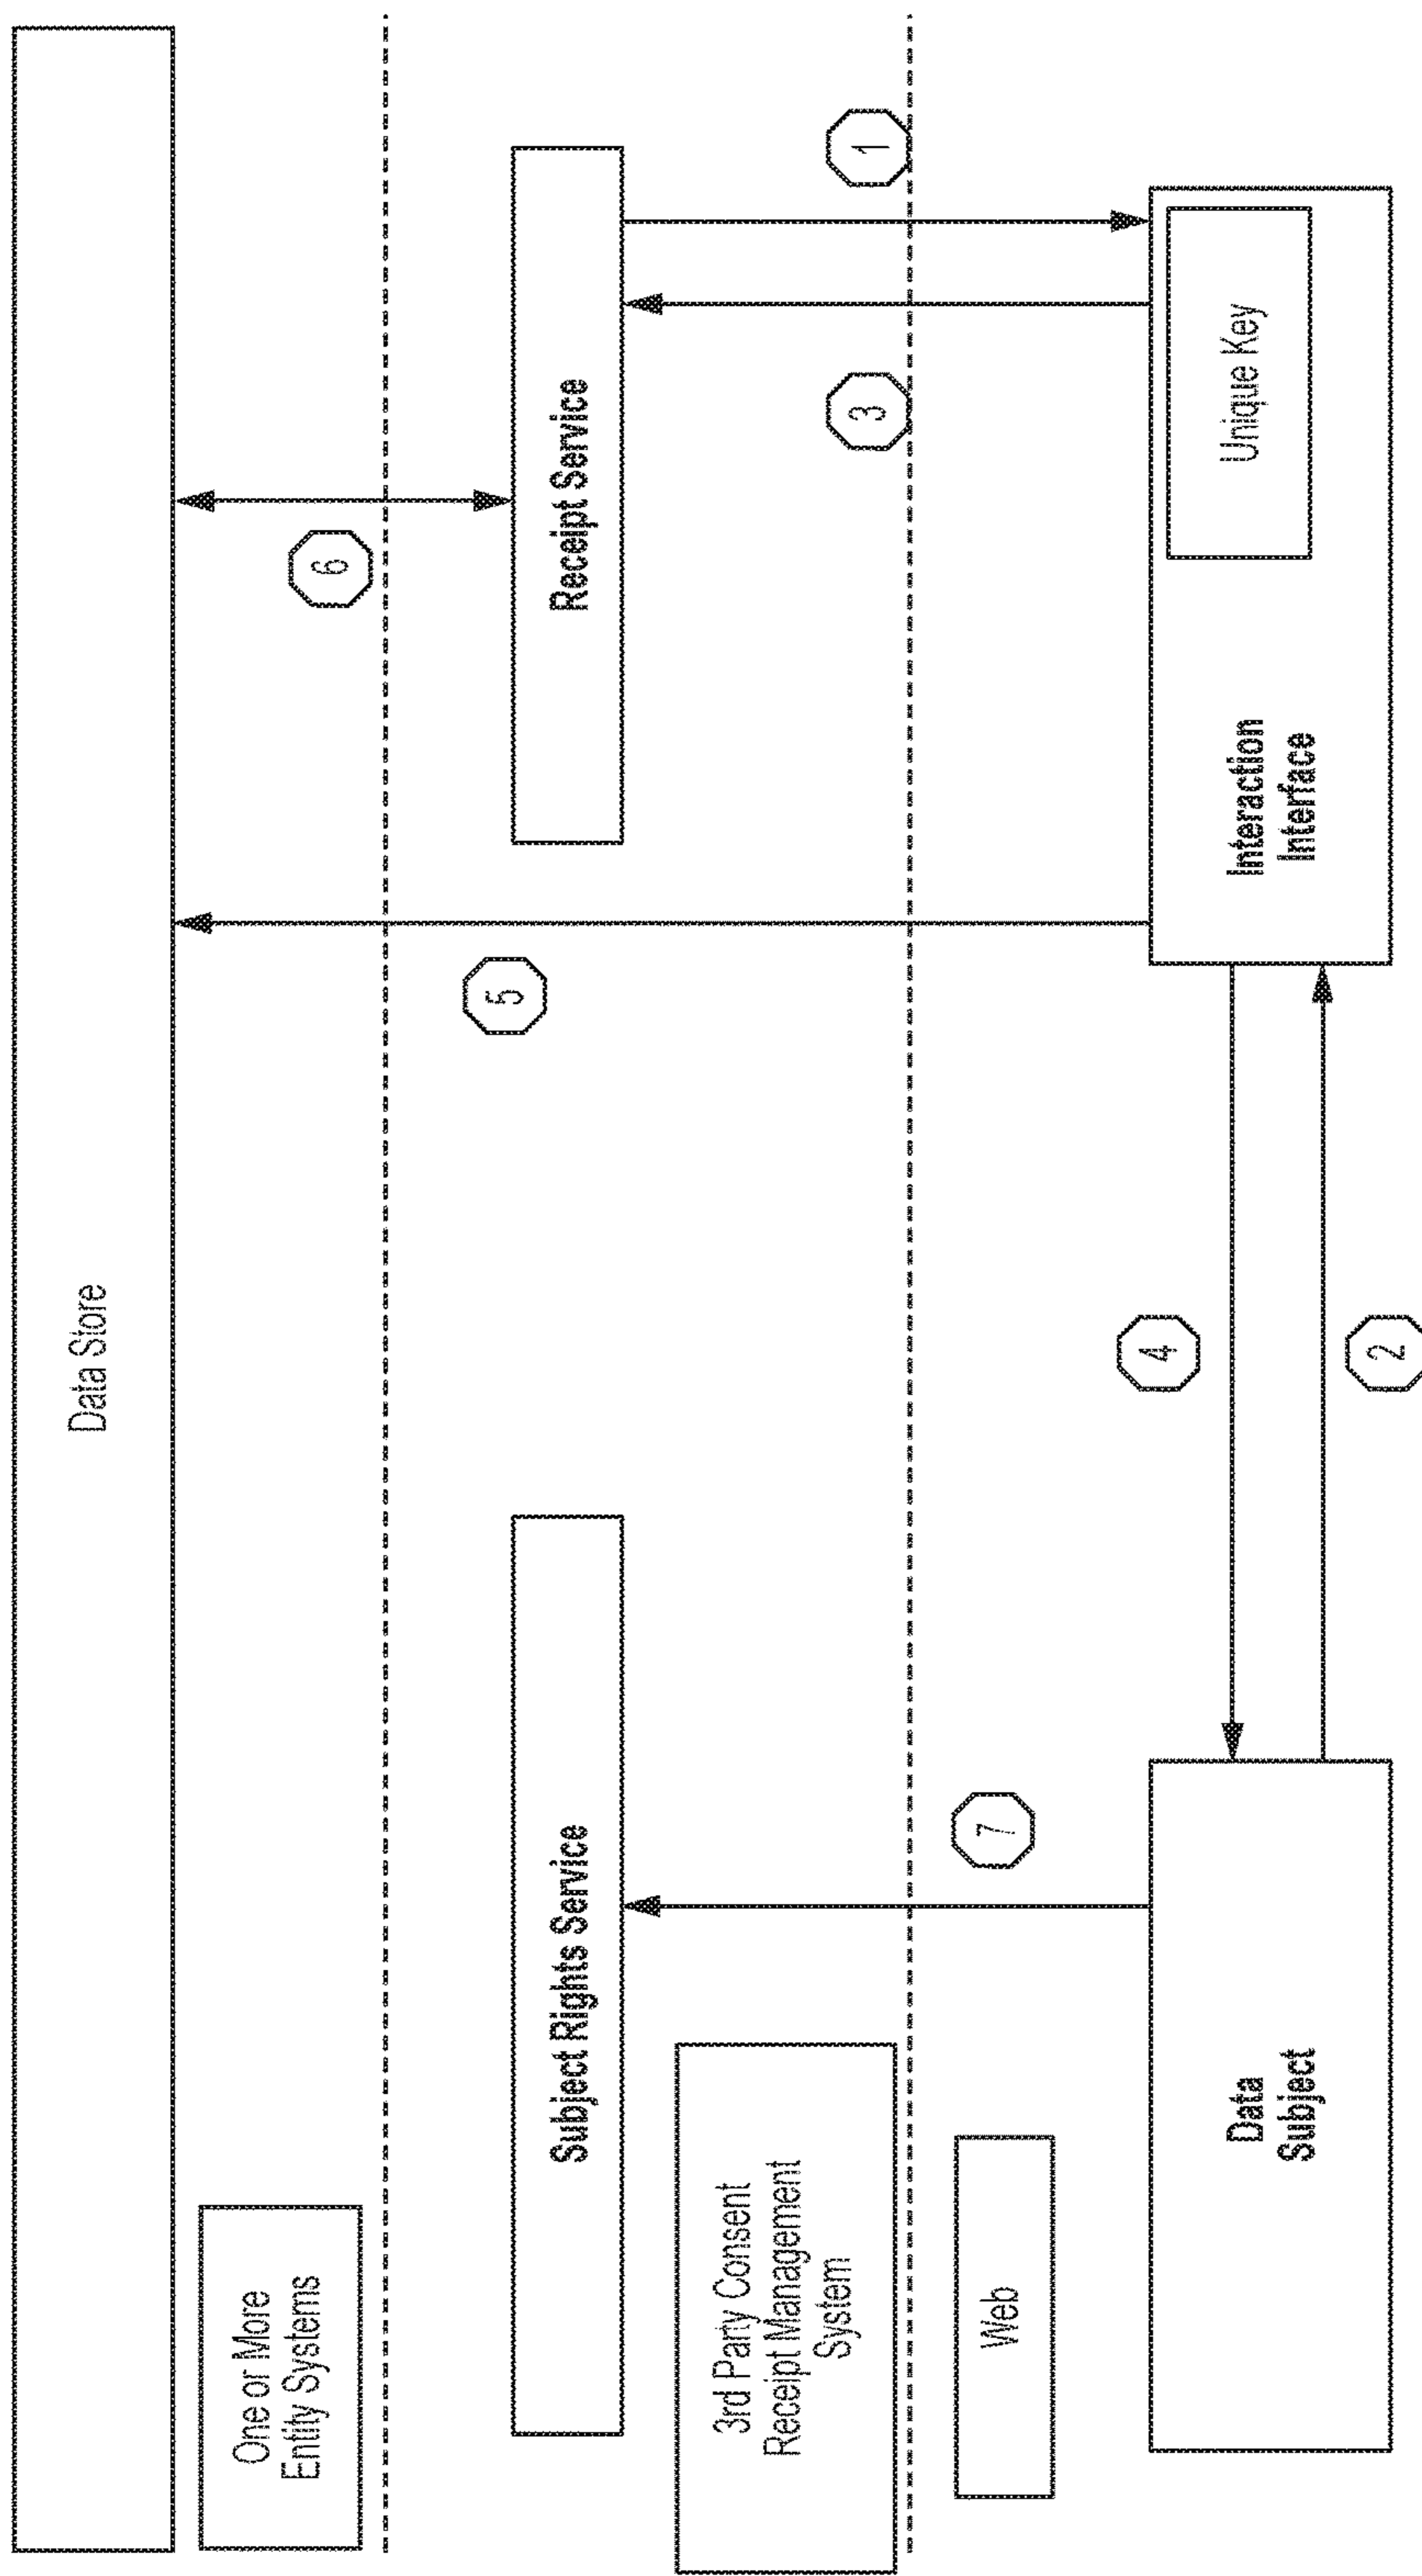 Data Store
One or More
Entity Systems
6
5
Subject Rights Service
Receipt Service
3rd Party Consent
Receipt Management
System
3
1
Web
7
4
Data
Subject
Interaction
Interface
Unique Key
2